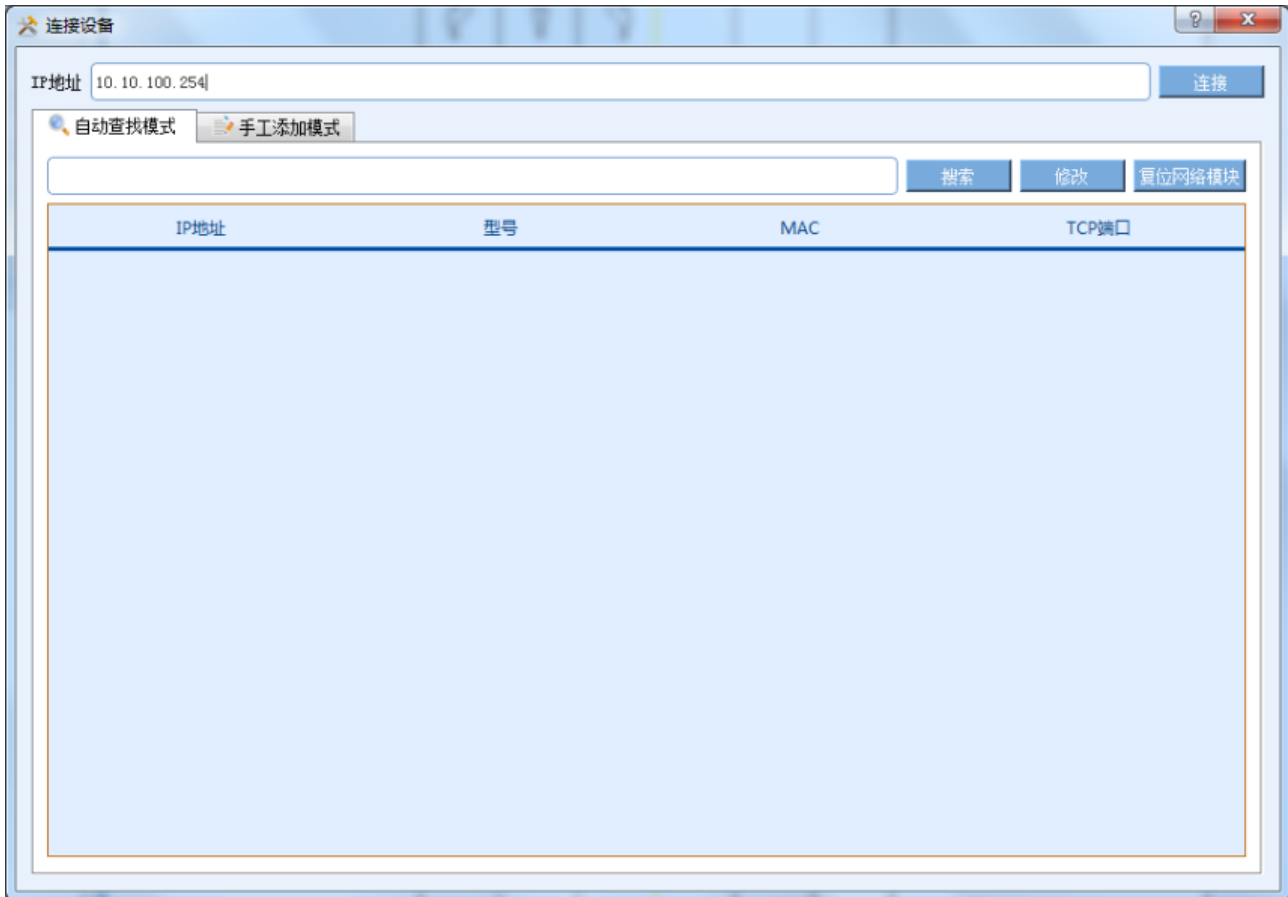 连接设备
IP地址 10.10.100.254 连接
自动查找模式 手工添加模式
搜索 修改 复位网络模块
IP地址 型号 MAC TCP端口